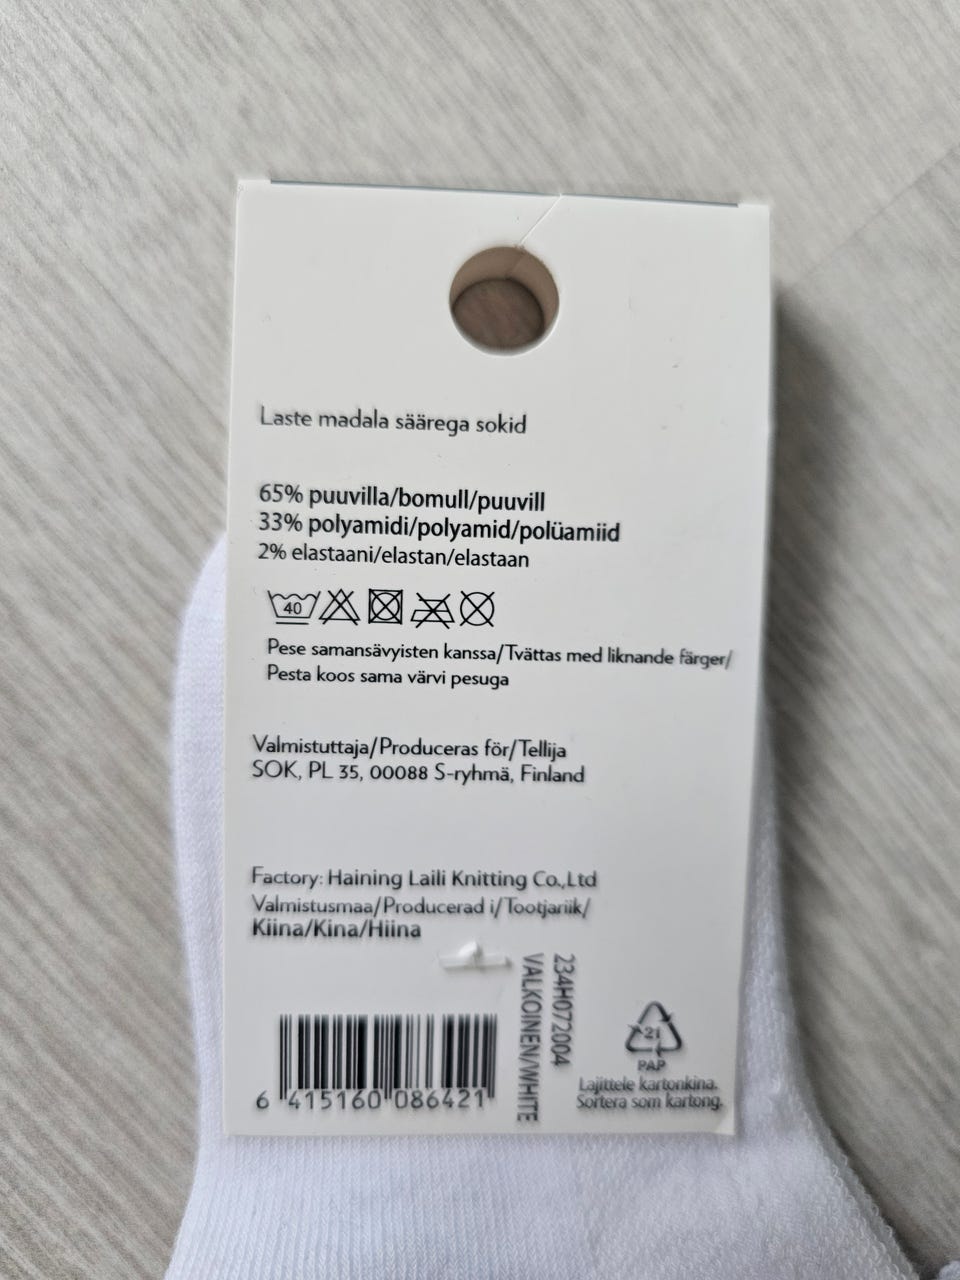 Laste madala säärega sokid
65% puuvilla/bomull/puuvill
33% polyamidi/polyamid/polüamiid
2% elastaani/elastan/elastaan
40
Pese samansävyisten kanssa/Tvättas med liknande färger/
Pesta koos sama värvi pesuga
Valmistuttaja/Produceras för/Tellija
SOK, PL 35, 00088 S-ryhmä, Finland
Factory: Haining Laili Knitting Co.,Ltd
Valmistusmaa/Producerad i/Tootjariik/
Kiina/Kina/Hiina
234H072004
VALKOINEN/WHITE
6 415160 086421
21
PAP
Lajittele kartonkina.
Sortera som kartong.